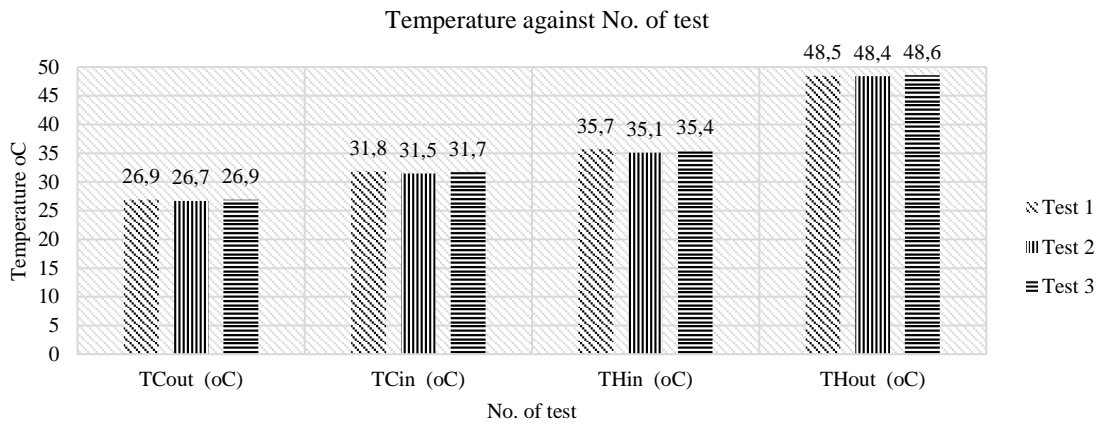 Temperature against No. of test
48,5 48,4 48,6
50
45
40
35,7 35,1 35,4
35
31,8 31,5 31,7
30
26,9 26,7 26,9
25
20
15
10
5
0
Temperature oC
Test 1
Test 2
Test 3
TCout (oC) TCin (oC) THin (oC) THout (oC)
No. of test